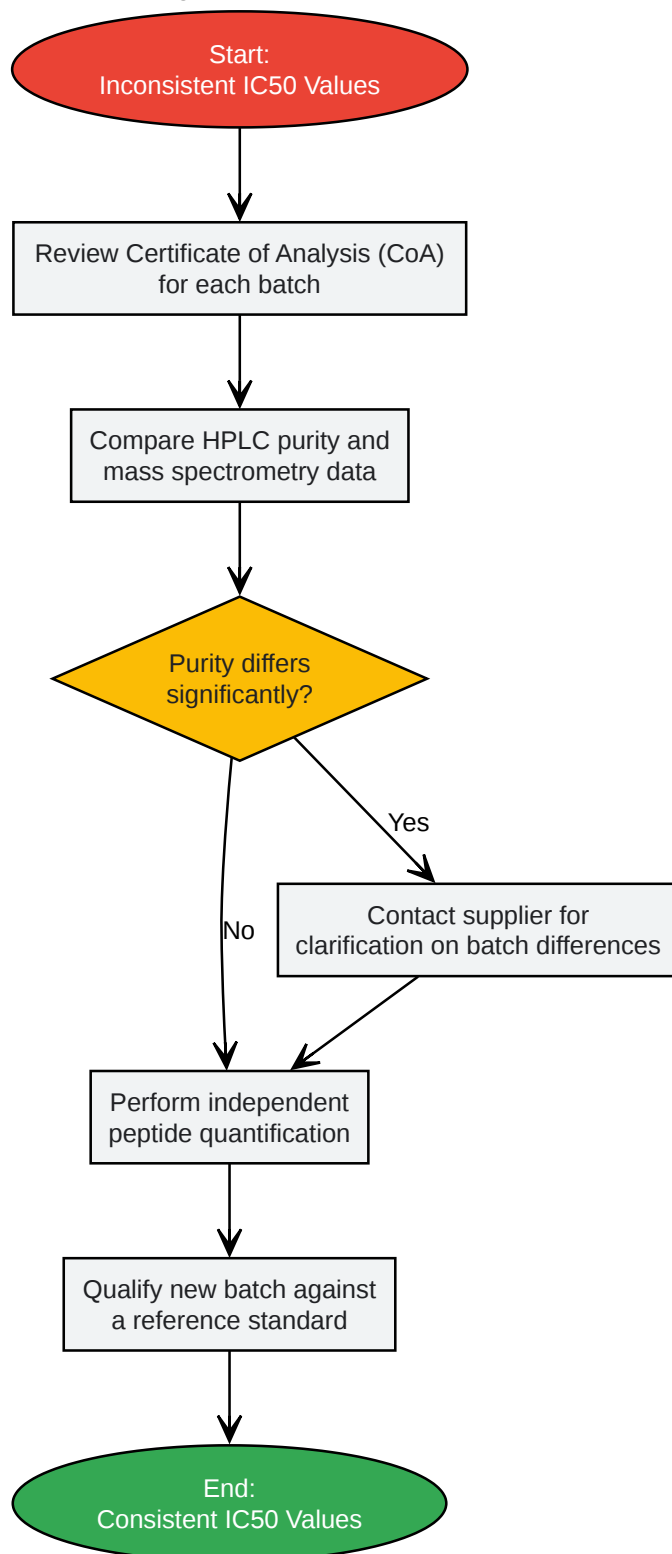 Start:
Inconsistent IC50 Values
Review Certificate of Analysis (CoA)
for each batch
Compare HPLC purity and
mass spectrometry data
Purity differs
significantly?
Yes
Contact supplier for
clarification on batch differences
No
Perform independent
peptide quantification
Qualify new batch against
a reference standard
End:
Consistent IC50 Values